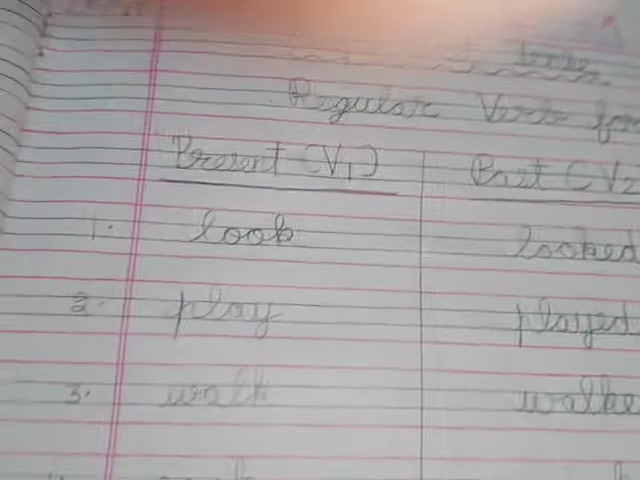 Regular Verb for
Present (V1) Past (V2
1. look looked
2. play played
3. walk walke